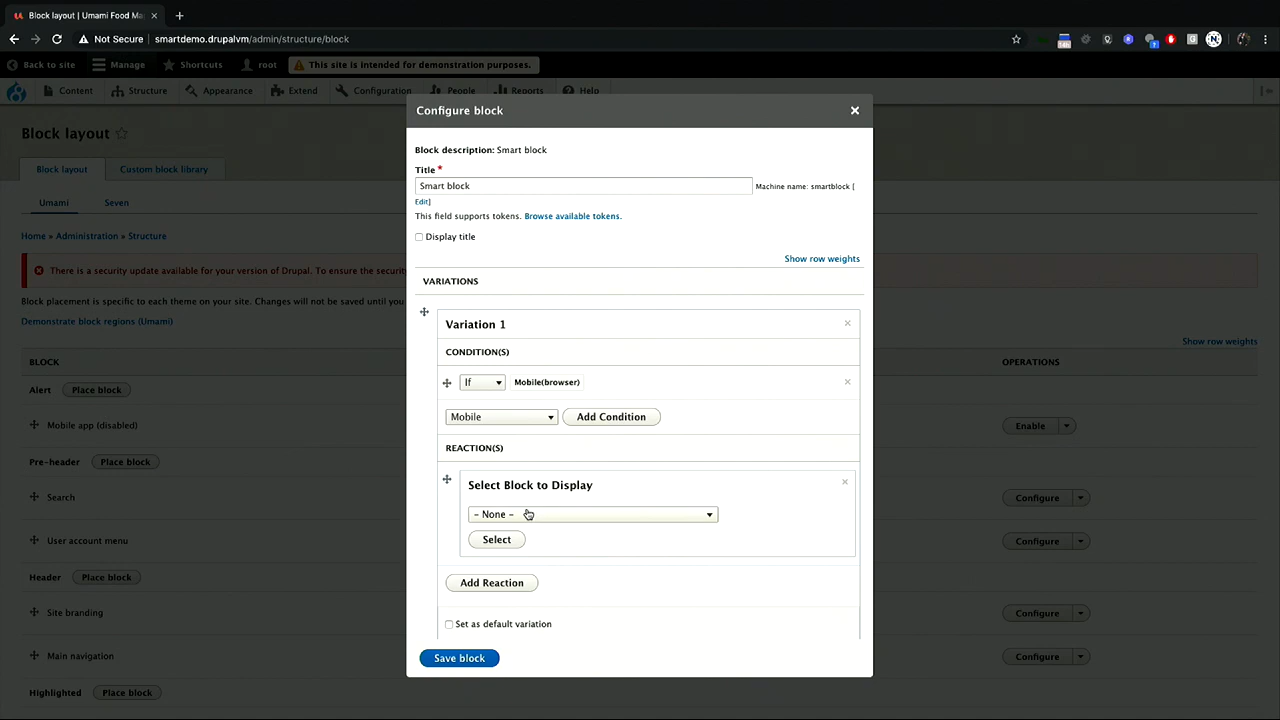 Block layout | Umami Food Ma
Not Secure | smartdemo.drupalvm/admin/structure/block
Back to site Manage Shortcuts root This site is intended for demonstration purposes.
Content Structure Appearance Extend Configuration People Reports Help
Configure block
Block layout
Block description: Smart block
Title *
Block layout Custom block library
Smart block Machine name: smartblock [
Edit]
Umami Seven
This field supports tokens. Browse available tokens.
Home » Administration » Structure
Display title
Show row weights
There is a security update available for your version of Drupal. To ensure the securit
VARIATIONS
Block placement is specific to each theme on your site. Changes will not be saved until you
Demonstrate block regions (Umami)
Variation 1
Show row weights
CONDITION(S)
BLOCK OPERATIONS
If Mobile(browser)
Alert Place block
Mobile Add Condition
Mobile app (disabled) Enable
REACTION(S)
Pre-header Place block
Select Block to Display
Search Configure
- None -
Select
User account menu Configure
Header Place block
Add Reaction
Site branding Configure
Set as default variation
Main navigation Configure
Save block
Highlighted Place block